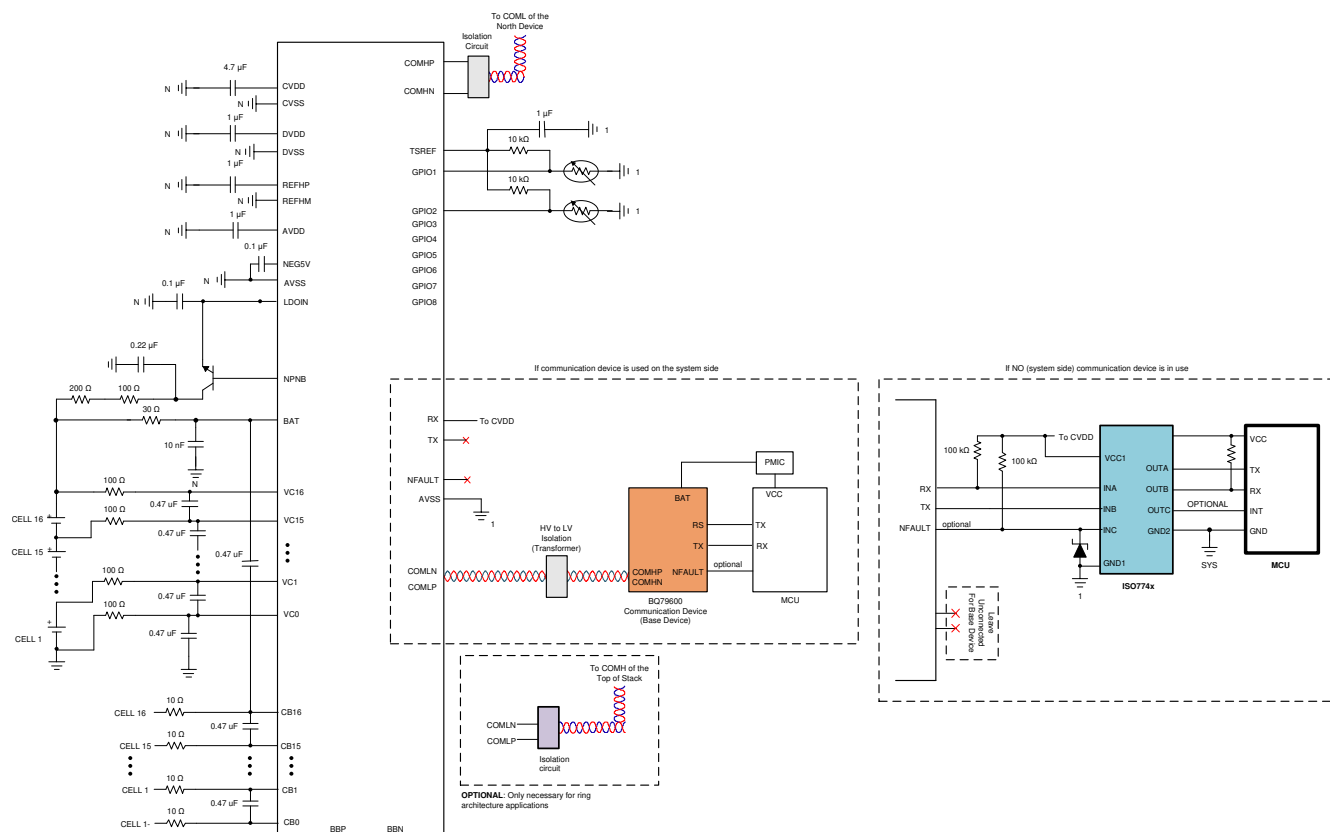 To COML of the
North Device
Isolation
Circuit
COMHP
COMHN
4.7 µF
N
CVDD
N
CVSS
1 µF
N
DVDD
N
DVSS
1 µF
N
REFHP
N
REFHM
1 µF
N
AVDD
0.1 µF
NEG5V
N
AVSS
0.1 µF
N
LDOIN
0.22 µF
NPNB
200 Ω
100 Ω
30 Ω
BAT
10 nF
N
100 Ω
VC16
0.47 uF
100 Ω
VC15
CELL 16
+
0.47 uF
CELL 15
+
0.47 uF
100 Ω
VC1
0.47 uF
100 Ω
VC0
+
CELL 1
0.47 uF
10 Ω
CELL 16
CB16
0.47 uF
10 Ω
CELL 15
CB15
10 Ω
CELL 1
CB1
0.47 uF
10 Ω
CELL 1-
CB0
BBP
BBN
1 µF
1
10 kΩ
TSREF
GPIO1
1
10 kΩ
GPIO2
1
GPIO3
GPIO4
GPIO5
GPIO6
GPIO7
GPIO8
If communication device is used on the system side
RX
To CVDD
TX
NFAULT
AVSS
1
PMIC
BAT
VCC
HV to LV
Isolation
(Transformer)
RS
TX
TX
RX
optional
NFAULT
COMLN
COMLP
COMHP
COMHN
BQ79600
Communication Device
(Base Device)
MCU
To COMH of the
Top of Stack
COMLN
COMLP
Isolation
circuit
OPTIONAL: Only necessary for ring
architecture applications
If NO (system side) communication device is in use
To CVDD
100 kΩ
100 kΩ
VCC1
VCC
OUTA
TX
RX
INA
OUTB
RX
TX
INB
OUTC
OPTIONAL
INT
NFAULT
optional
INC
GND2
GND
GND1
SYS
1
ISO774x
MCU
Leave
Unconnected
For Base Device